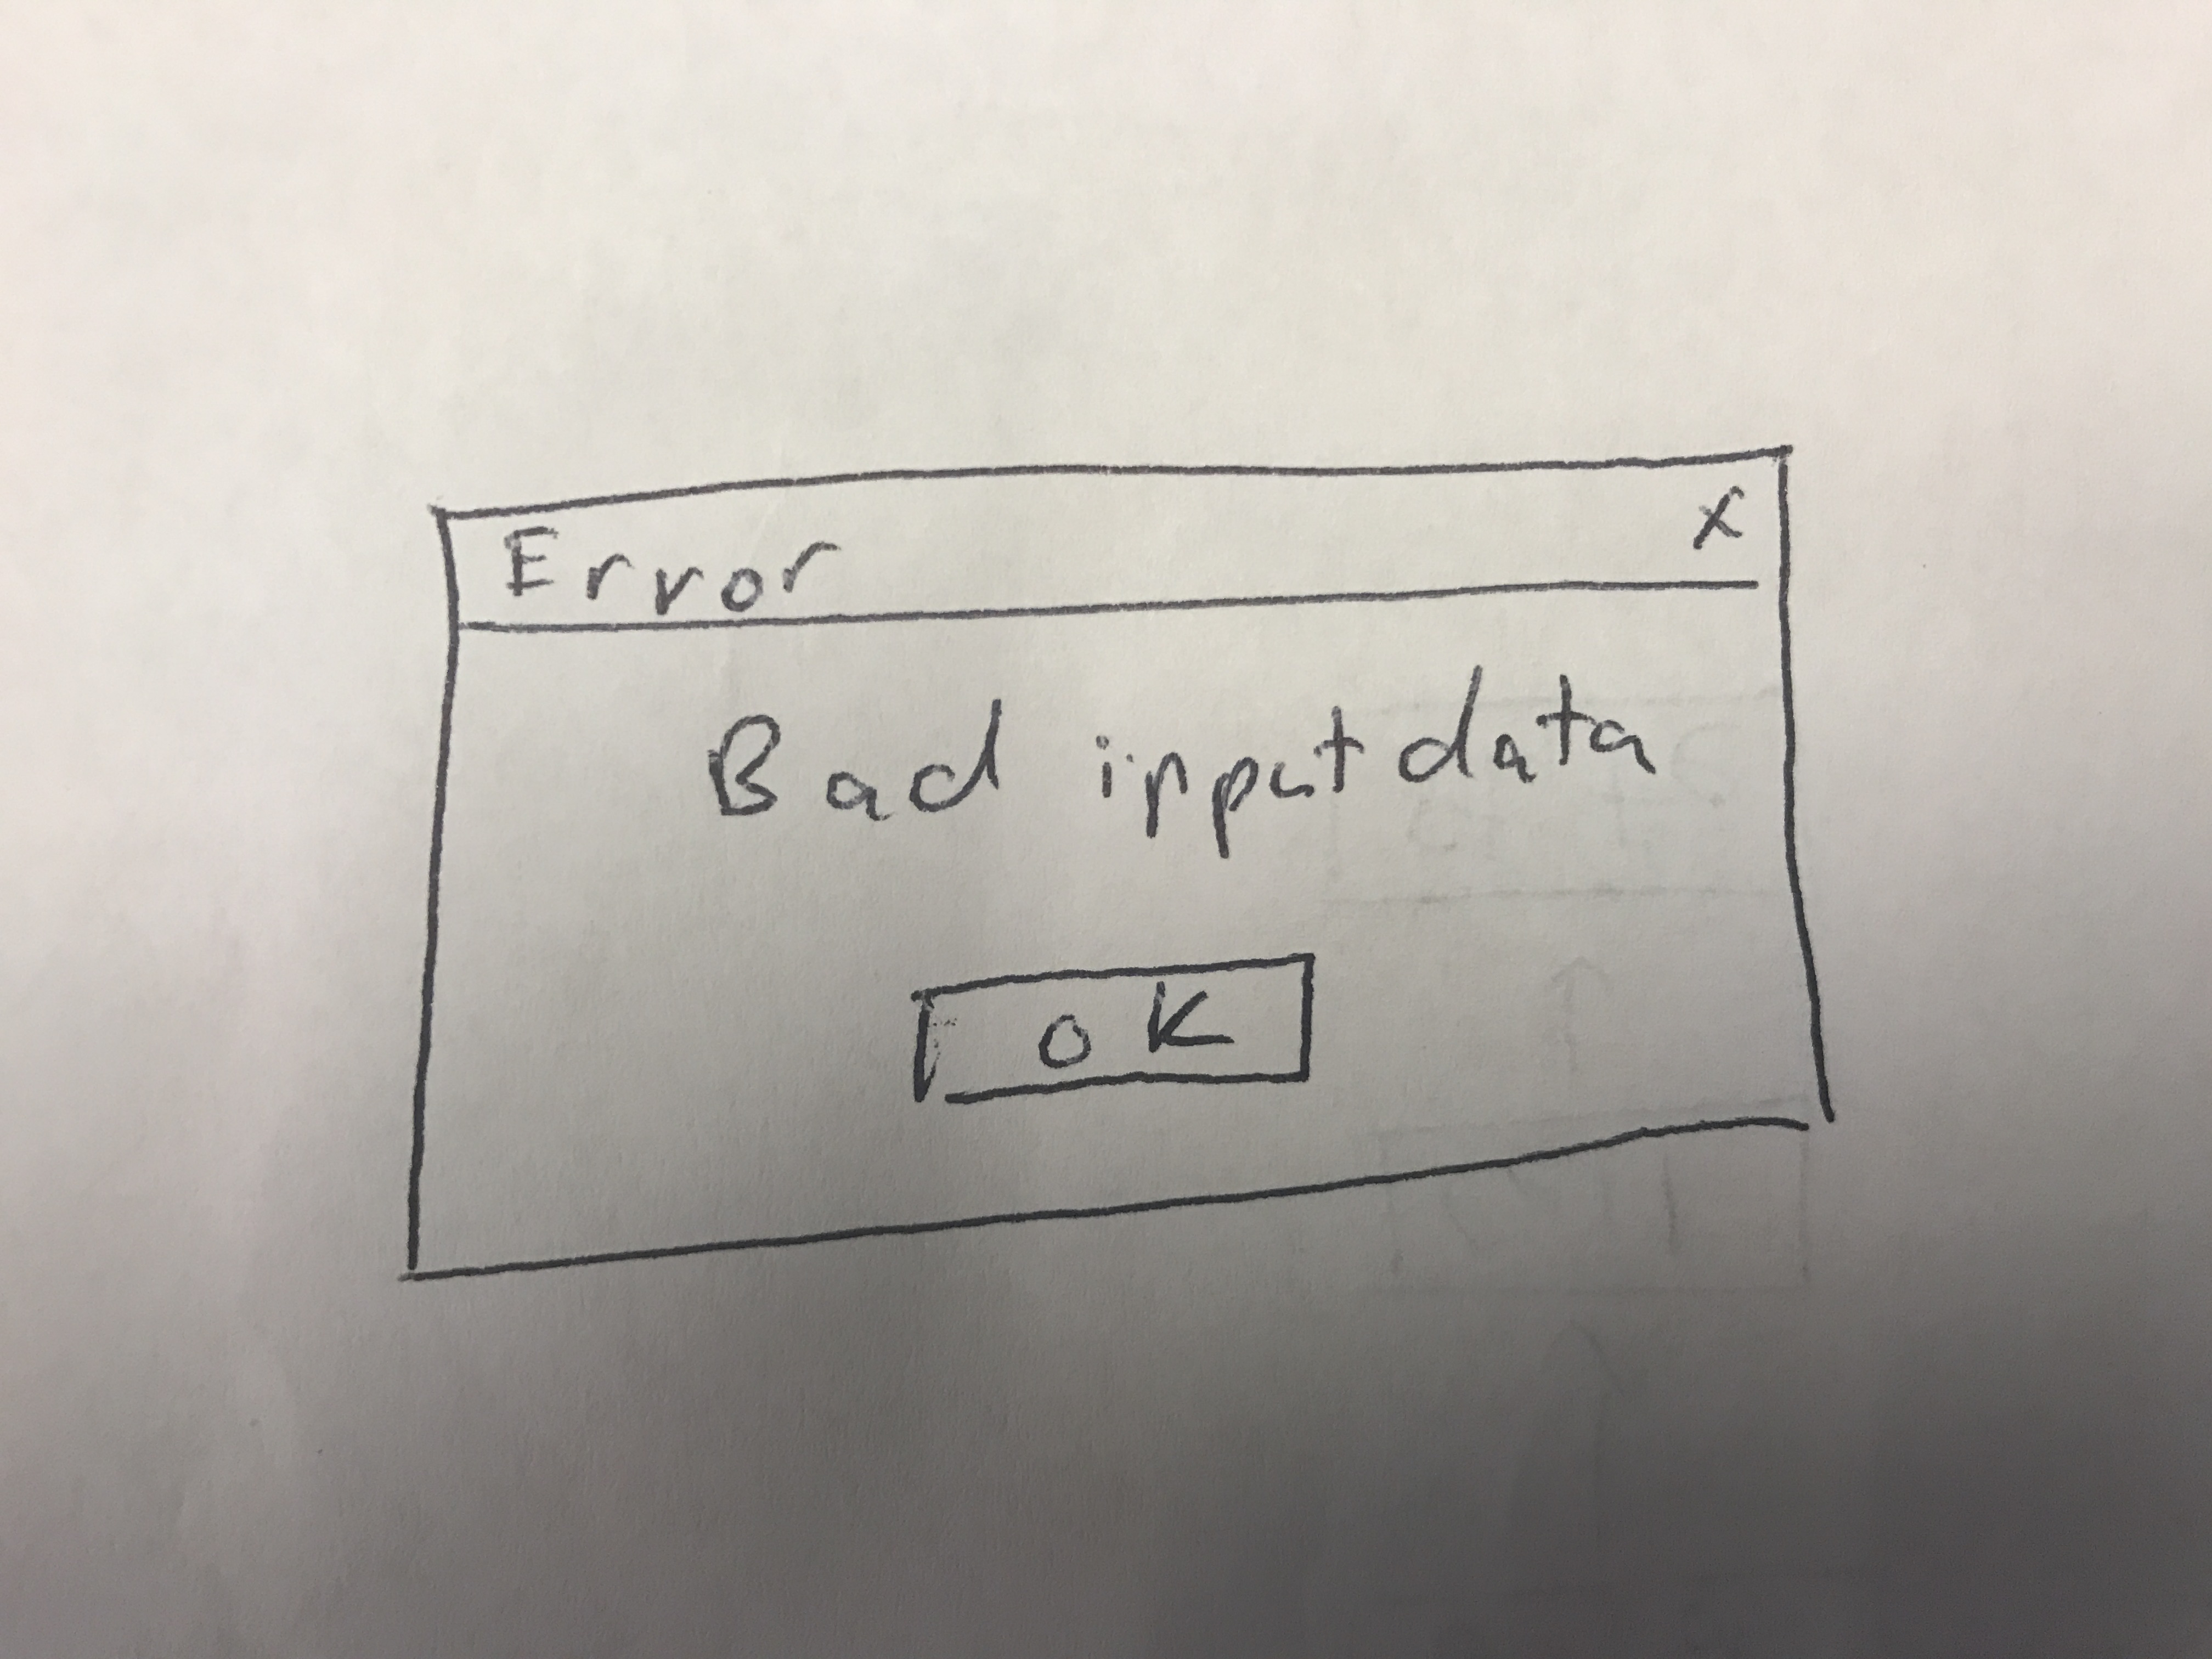 Error x
Bad input data
OK